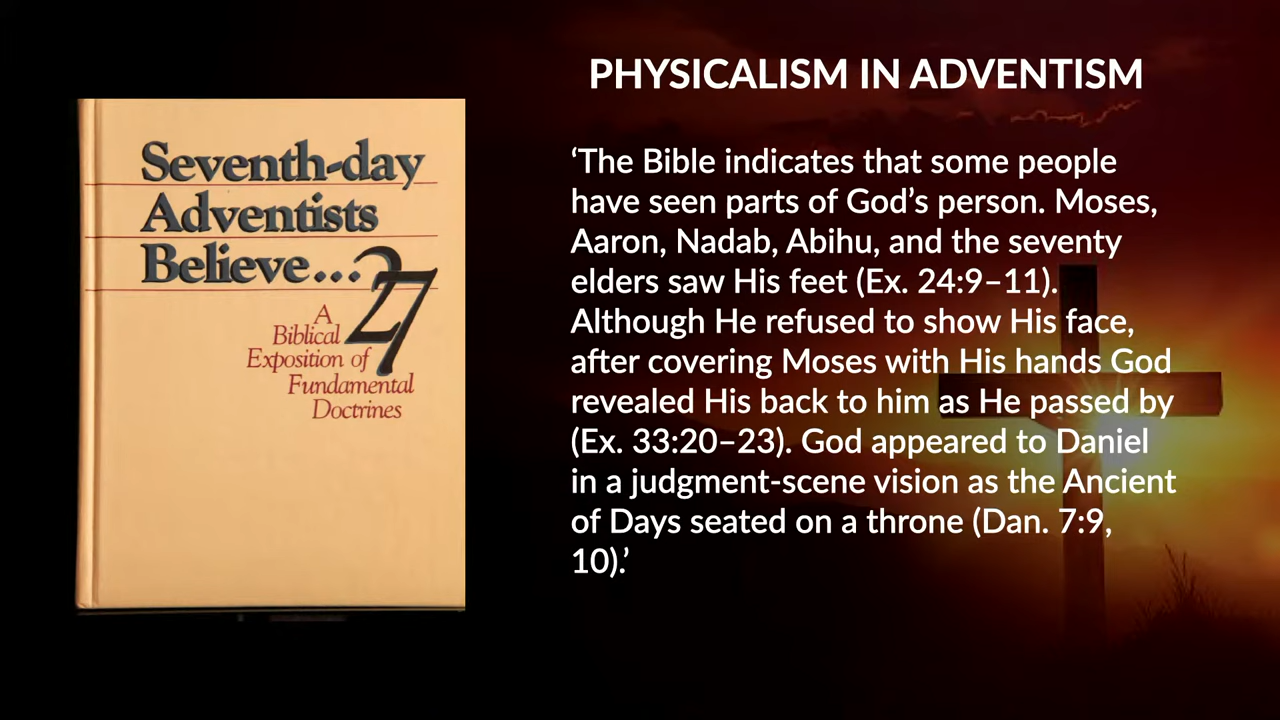 Seventh-day
Adventists
Believe...27
A
Biblical
Exposition of
Fundamental
Doctrines
PHYSICALISM IN ADVENTISM
‘The Bible indicates that some people
have seen parts of God’s person. Moses,
Aaron, Nadab, Abihu, and the seventy
elders saw His feet (Ex. 24:9–11).
Although He refused to show His face,
after covering Moses with His hands God
revealed His back to him as He passed by
(Ex. 33:20–23). God appeared to Daniel
in a judgment-scene vision as the Ancient
of Days seated on a throne (Dan. 7:9,
10).’